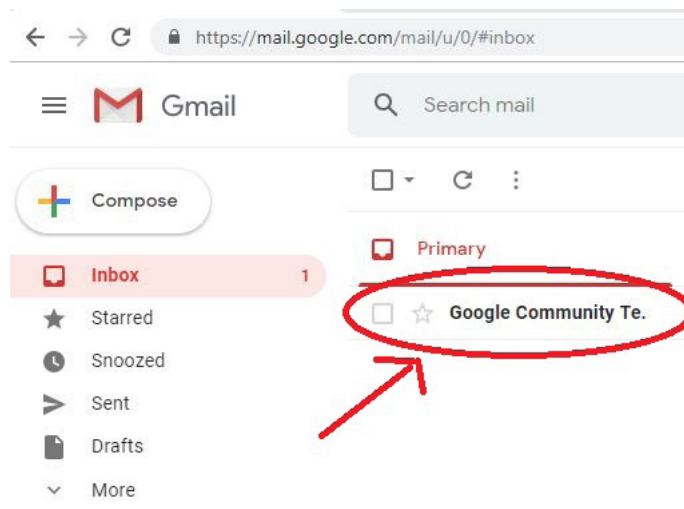 https://mail.google.com/mail/u/0/#inbox
Gmail
Search mail
Compose
Primary
Inbox 1
Google Community Te.
Starred
Snoozed
Sent
Drafts
More